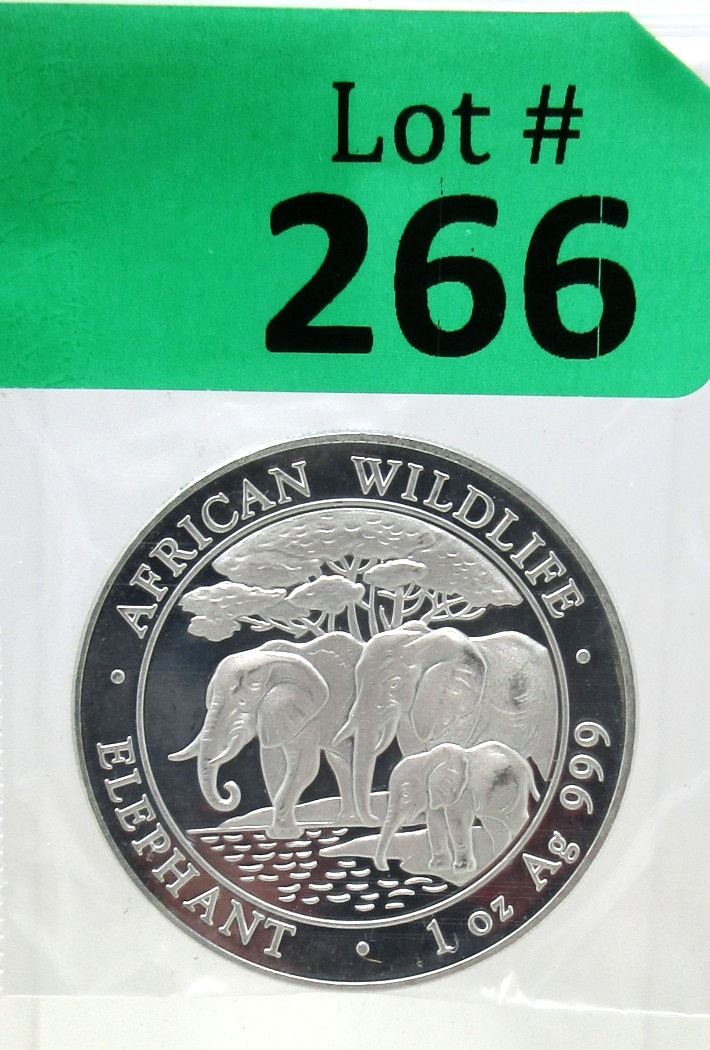 Lot #
266
AFRICAN WILDLIFE
ELEPHANT • 1 oz Ag 999